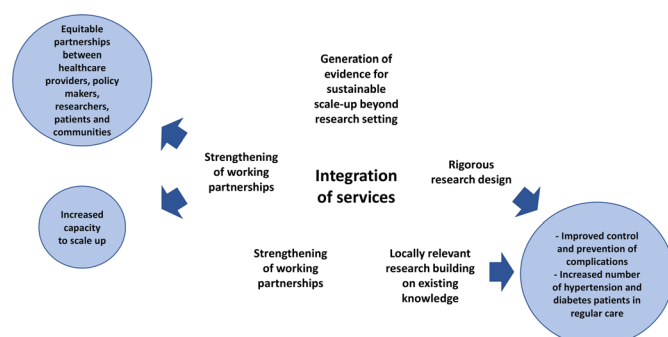 Equitable
partnerships
between
healthcare
providers, policy
makers,
researchers,
patients and
communities
Generation of
evidence for
sustainable
scale-up beyond
research setting
Strengthening
of working
partnerships
Integration
of services
Rigorous
research design
Increased
capacity
to scale up
Strengthening
of working
partnerships
Locally relevant
research building
on existing
knowledge
- Improved control
and prevention of
complications
- Increased number
of hypertension and
diabetes patients in
regular care